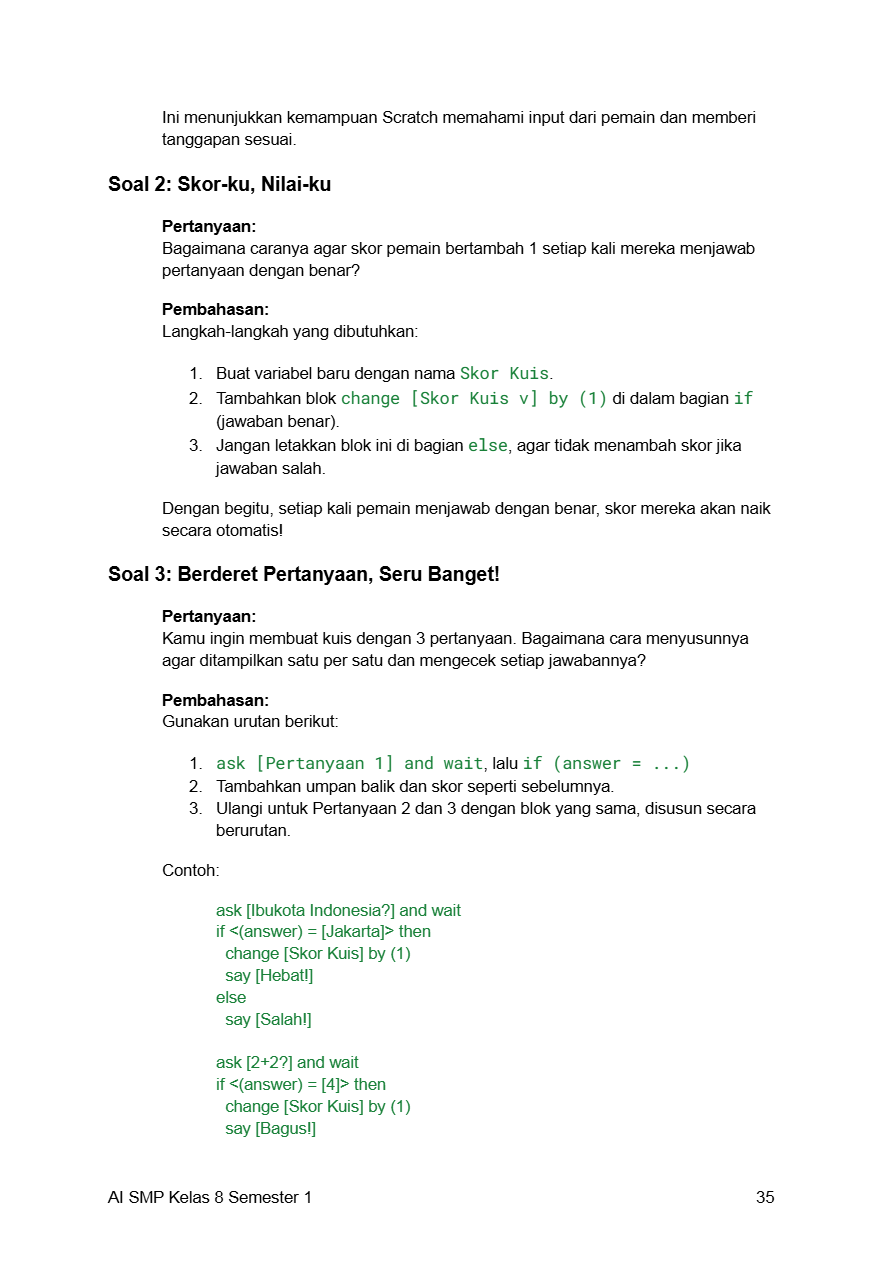 Ini menunjukkan kemampuan Scratch memahami input dari pemain dan memberi
tanggapan sesuai.
Soal 2: Skor-ku, Nilai-ku
Pertanyaan:
Bagaimana caranya agar skor pemain bertambah 1 setiap kali mereka menjawab
pertanyaan dengan benar?
Pembahasan:
Langkah-langkah yang dibutuhkan:
1. Buat variabel baru dengan nama Skor Kuis.
2. Tambahkan blok change [Skor Kuis v] by (1) di dalam bagian if
(jawaban benar).
3. Jangan letakkan blok ini di bagian else, agar tidak menambah skor jika
jawaban salah.
Dengan begitu, setiap kali pemain menjawab dengan benar, skor mereka akan naik
secara otomatis!
Soal 3: Berderet Pertanyaan, Seru Banget!
Pertanyaan:
Kamu ingin membuat kuis dengan 3 pertanyaan. Bagaimana cara menyusunnya
agar ditampilkan satu per satu dan mengecek setiap jawabannya?
Pembahasan:
Gunakan urutan berikut:
1. ask [Pertanyaan 1] and wait, lalu if (answer = ...)
2. Tambahkan umpan balik dan skor seperti sebelumnya.
3. Ulangi untuk Pertanyaan 2 dan 3 dengan blok yang sama, disusun secara
berurutan.
Contoh:
ask [Ibukota Indonesia?] and wait
if <(answer) = [Jakarta]> then
change [Skor Kuis] by (1)
say [Hebat!]
else
say [Salah!]
ask [2+2?] and wait
if <(answer) = [4]> then
change [Skor Kuis] by (1)
say [Bagus!]
AI SMP Kelas 8 Semester 1
35